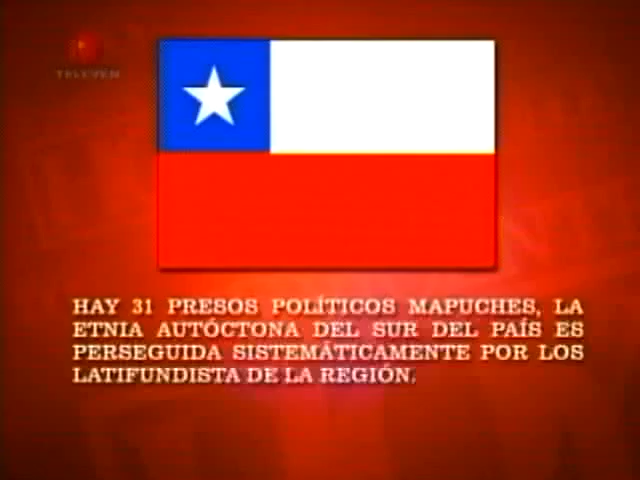 TELEVEN
HAY 31 PRESOS POLÍTICOS MAPUCHES, LA
ETNIA AUTÓCTONA DEL SUR DEL PAÍS ES
PERSEGUIDA SISTEMÁTICAMENTE POR LOS
LATIFUNDISTA DE LA REGIÓN.